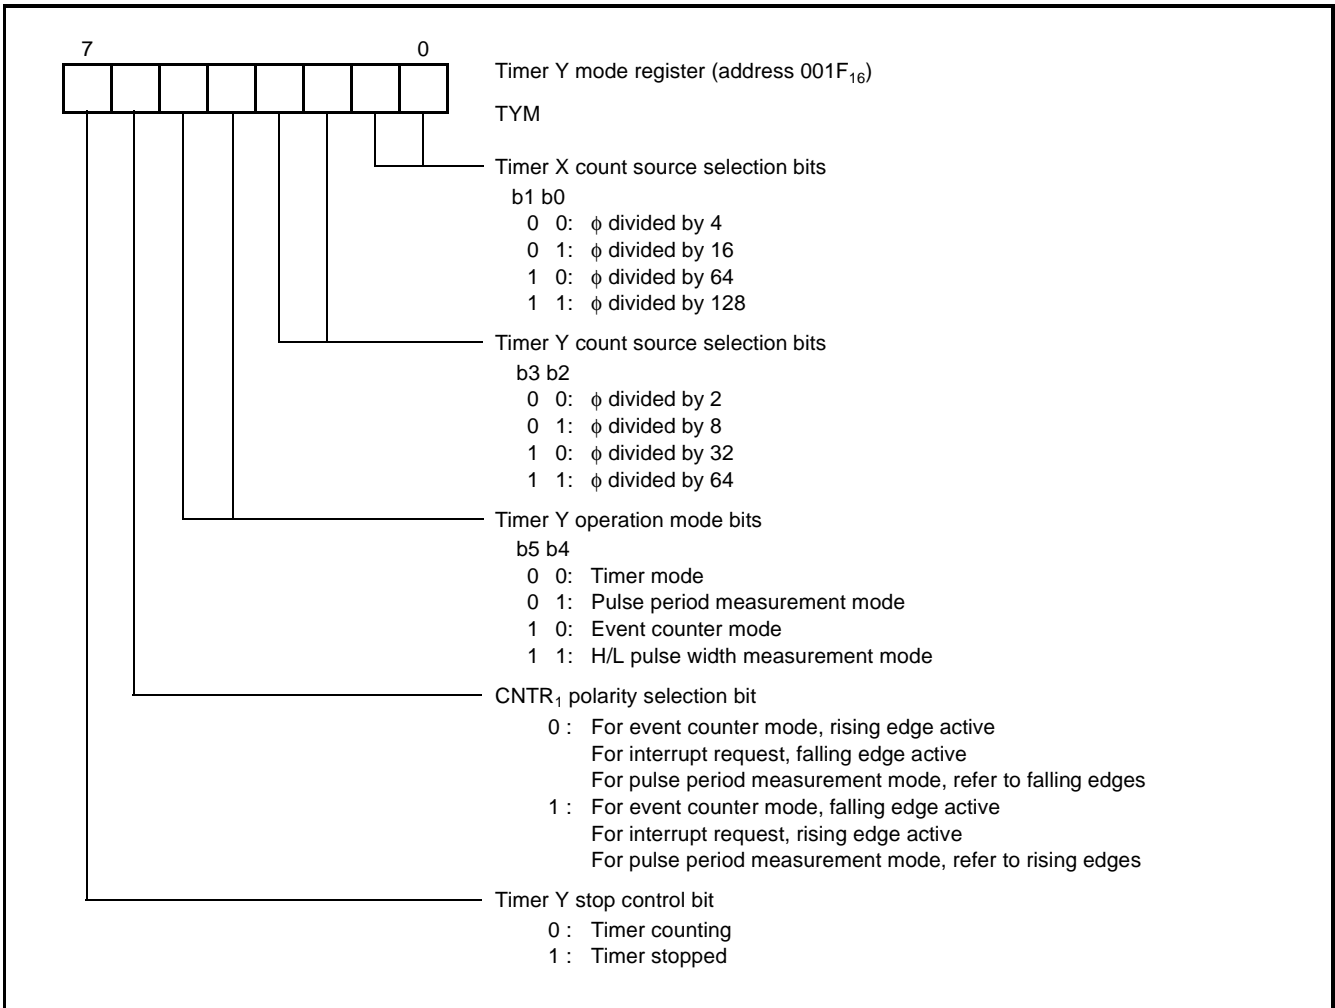 7 0
Timer Y mode register (address 001F₁₆)
TYM
Timer X count source selection bits
b1 b0
0 0: ϕ divided by 4
0 1: ϕ divided by 16
1 0: ϕ divided by 64
1 1: ϕ divided by 128
Timer Y count source selection bits
b3 b2
0 0: ϕ divided by 2
0 1: ϕ divided by 8
1 0: ϕ divided by 32
1 1: ϕ divided by 64
Timer Y operation mode bits
b5 b4
0 0: Timer mode
0 1: Pulse period measurement mode
1 0: Event counter mode
1 1: H/L pulse width measurement mode
CNTR₁ polarity selection bit
0 : For event counter mode, rising edge active
For interrupt request, falling edge active
For pulse period measurement mode, refer to falling edges
1 : For event counter mode, falling edge active
For interrupt request, rising edge active
For pulse period measurement mode, refer to rising edges
Timer Y stop control bit
0 : Timer counting
1 : Timer stopped